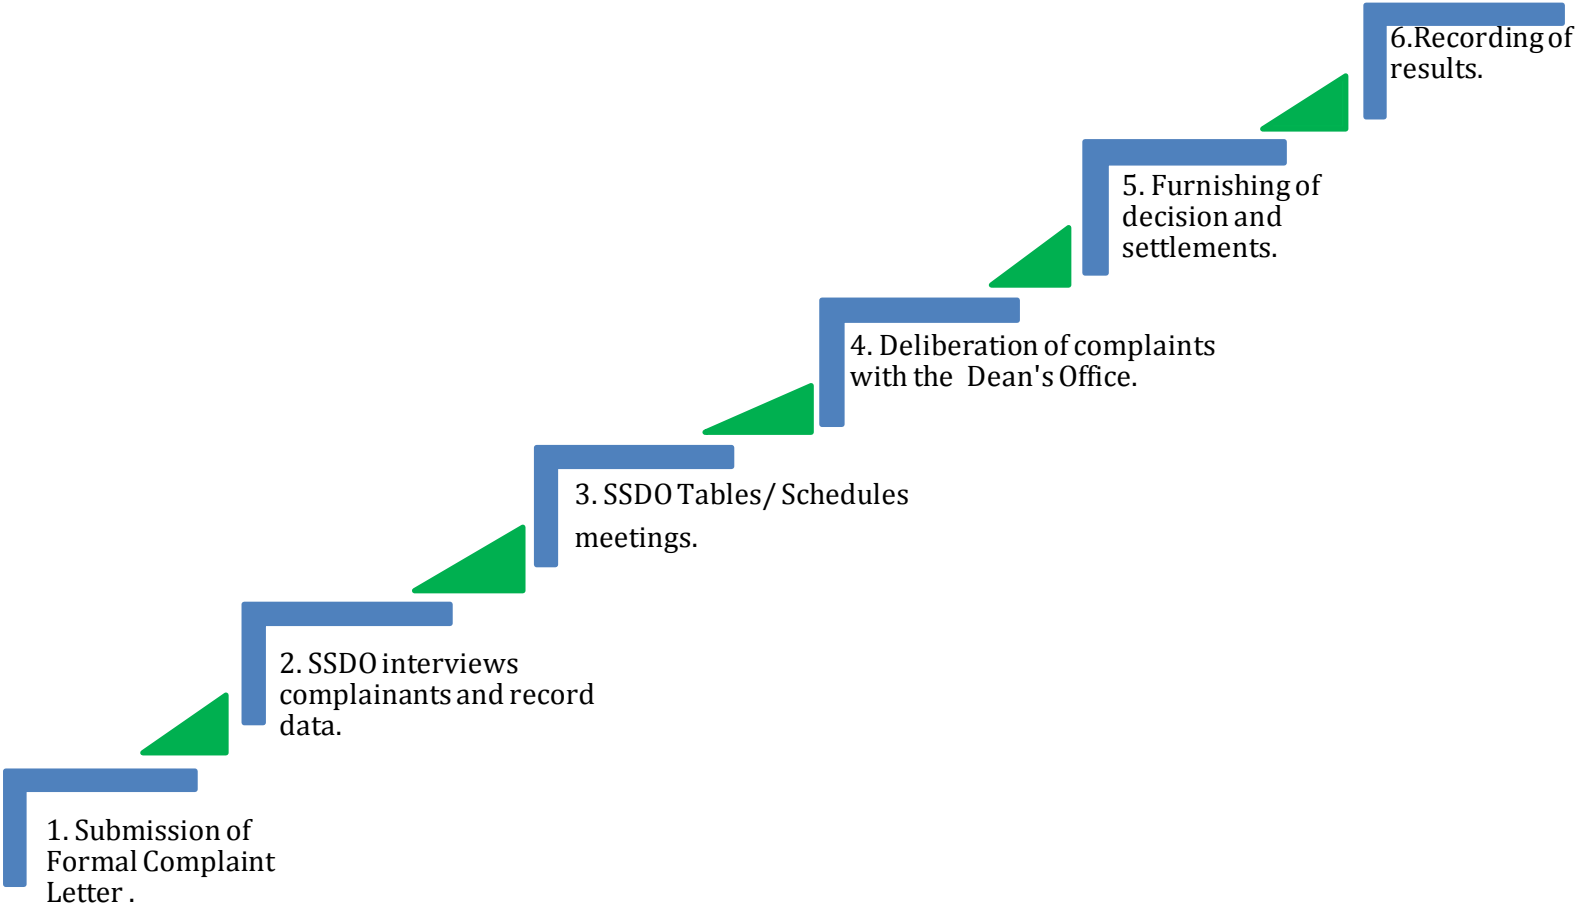 1. Submission of
Formal Complaint
Letter .
2. SSDO interviews
complainants and record
data.
3. SSDO Tables/ Schedules
meetings.
4. Deliberation of complaints
with the  Dean's Office.
5. Furnishing of
decision and
settlements.
6.Recording of
results.